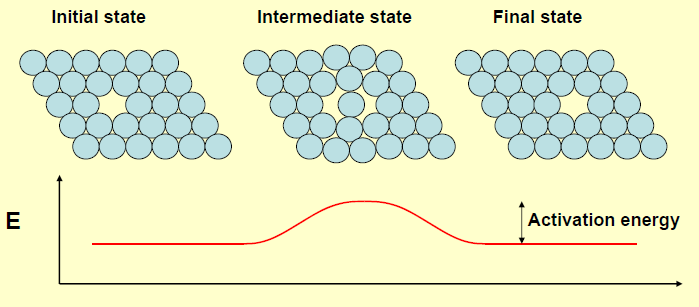 Initial state
Intermediate state
Final state
E
Activation energy